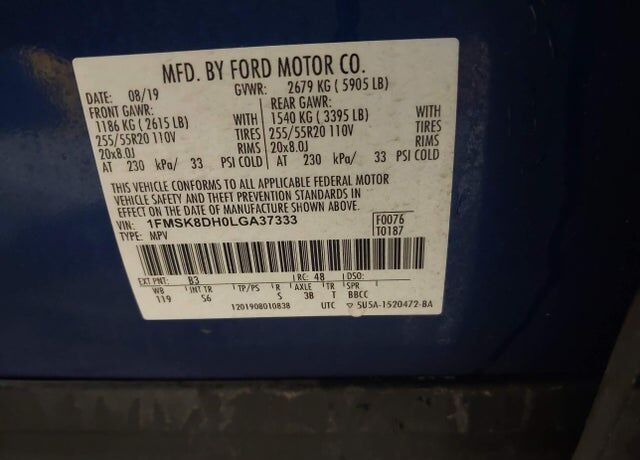 MFD. BY FORD MOTOR CO.
DATE: 08/19 GVWR: 2679 KG ( 5905 LB)
FRONT GAWR: REAR GAWR:
1186 KG ( 2615 LB) WITH 1540 KG ( 3395 LB) WITH
255/55R20 110V TIRES 255/55R20 110V TIRES
20x8.0J RIMS 20x8.0J RIMS
AT 230 kPa/ 33 PSI COLD AT 230 kPa/ 33 PSI COLD
THIS VEHICLE CONFORMS TO ALL APPLICABLE FEDERAL MOTOR
VEHICLE SAFETY AND THEFT PREVENTION STANDARDS IN
EFFECT ON THE DATE OF MANUFACTURE SHOWN ABOVE.
VIN: 1FMSK8DH0LGA37333 F0076
TYPE: MPV T0187
EXT PNT: B3 RC: 48 DSO:
WB INT TR TP/PS R AXLE TR SPR
119 S6 S 3B T BBCC
1201908010838 UTC ▽ 5U5A-1520472-BA